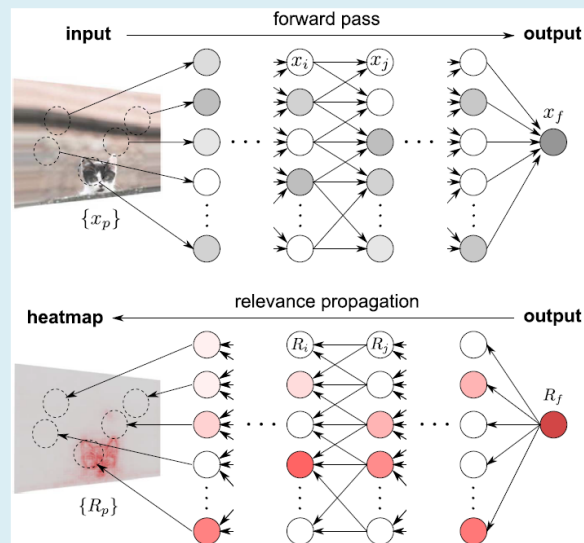 forward pass
input
output
x_i
x_j
x_f
{x_p}
relevance propagation
heatmap
output
R_i
R_j
R_f
{R_p}